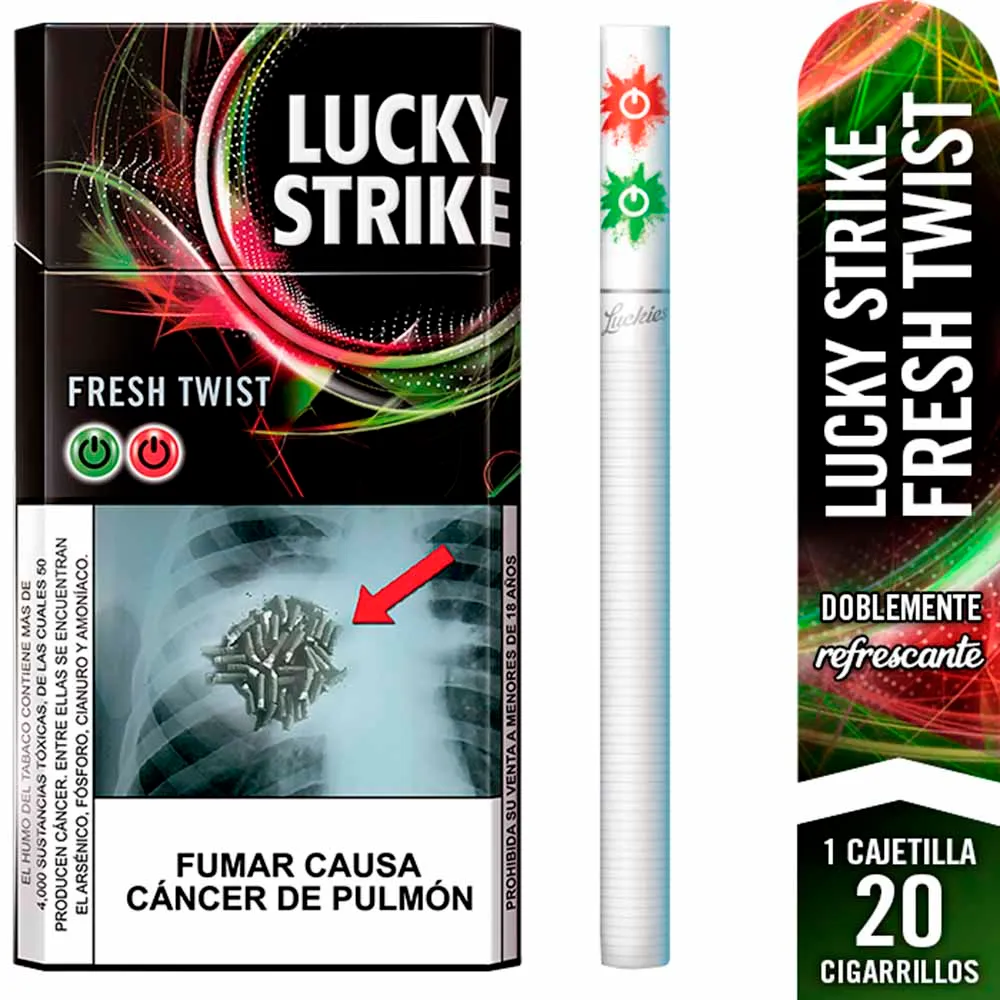 LUCKY
STRIKE
FRESH TWIST
EL HUMO DEL TABACO CONTIENE MÁS DE
4,000 SUSTANCIAS TÓXICAS, DE LAS CUALES 50
PRODUCEN CÁNCER. ENTRE ELLAS SE ENCUENTRAN
EL ARSÉNICO, FÓSFORO, CIANURO Y AMONÍACO.
PROHIBIDA SU VENTA A MENORES DE 18 AÑOS
FUMAR CAUSA
CÁNCER DE PULMÓN
Luckies
LUCKY STRIKE
FRESH TWIST
DOBLEMENTE
refrescante
1 CAJETILLA
20
CIGARRILLOS